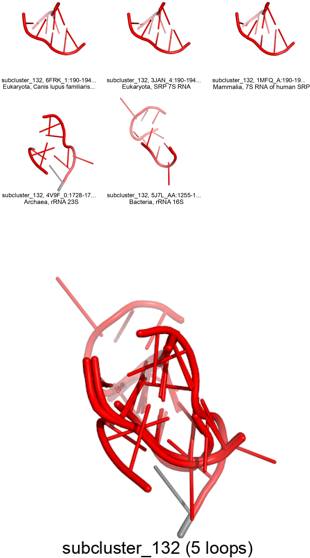 subcluster_132, 6FRK_1:190-194...
Eukaryota, Canis lupus familiaris...
subcluster_132, 3JAN_4:190-194...
Eukaryota, SRP 7S RNA
subcluster_132, 1MFQ_A:190-19...
Mammalia, 7S RNA of human SRP
subcluster_132, 4V9F_0:1728-17...
Archaea, rRNA 23S
subcluster_132, 5J7L_AA:1255-1...
Bacteria, rRNA 16S
subcluster_132 (5 loops)